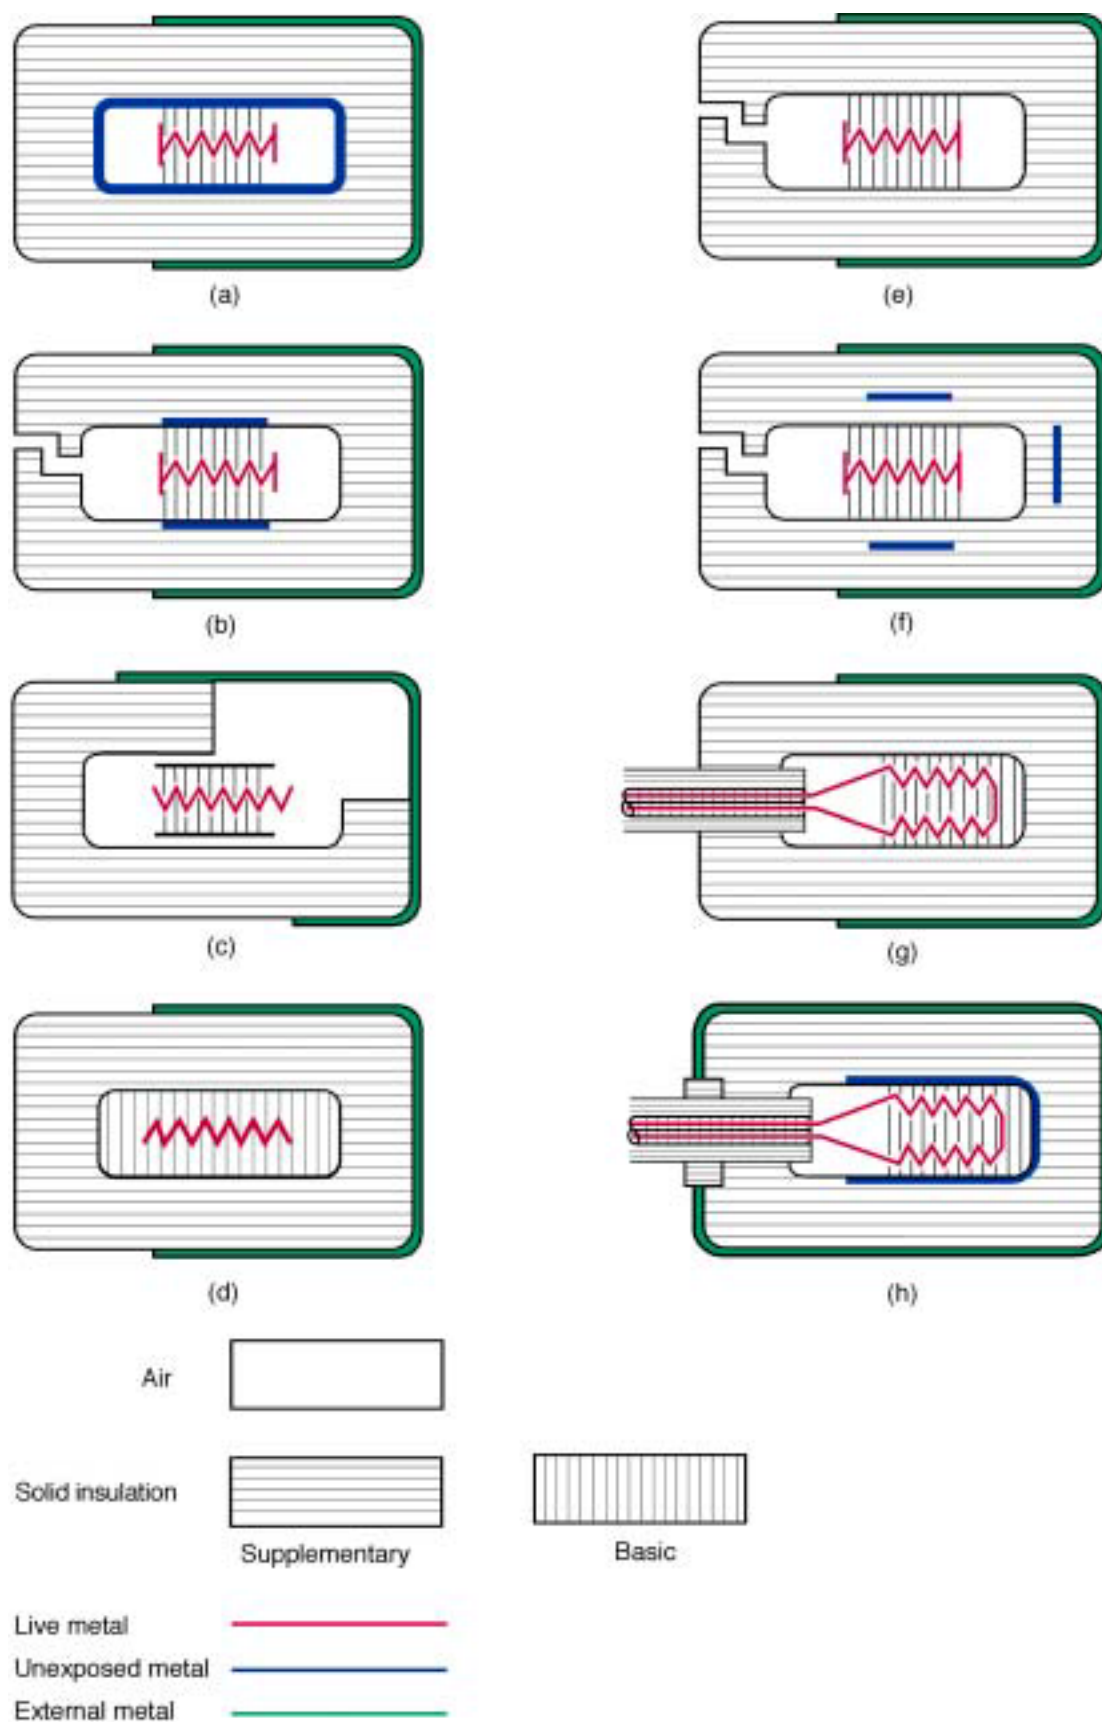 (a)
(e)
(b)
(f)
(c)
(g)
(d)
(h)
Air
Solid insulation
Supplementary
Basic
Live metal
Unexposed metal
External metal